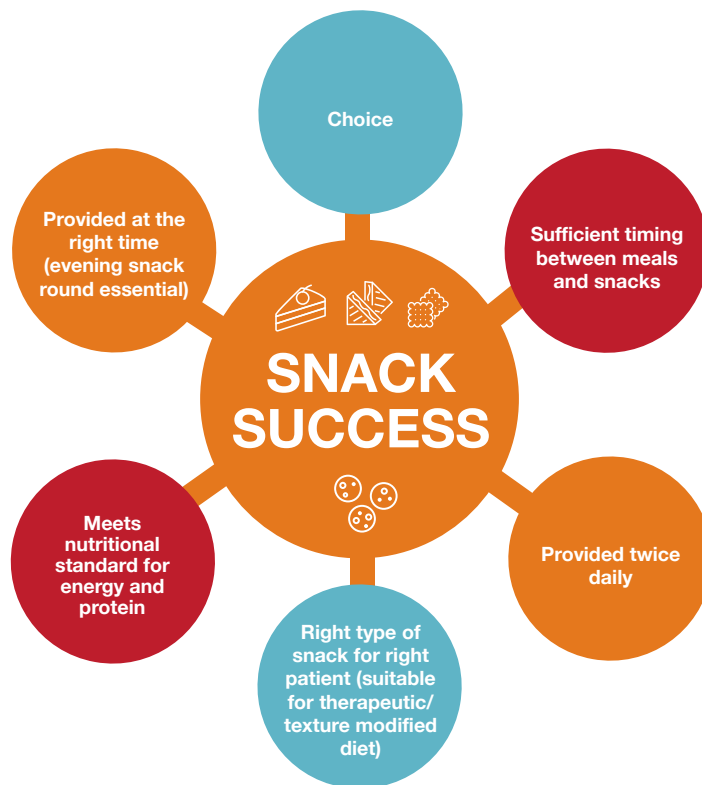 Choice
Provided at the
right time
(evening snack
round essential)
Sufficient timing
between meals
and snacks
SNACK
SUCCESS
Meets
nutritional
standard for
energy and
protein
Provided twice
daily
Right type of
snack for right
patient (suitable
for therapeutic/
texture modified
diet)